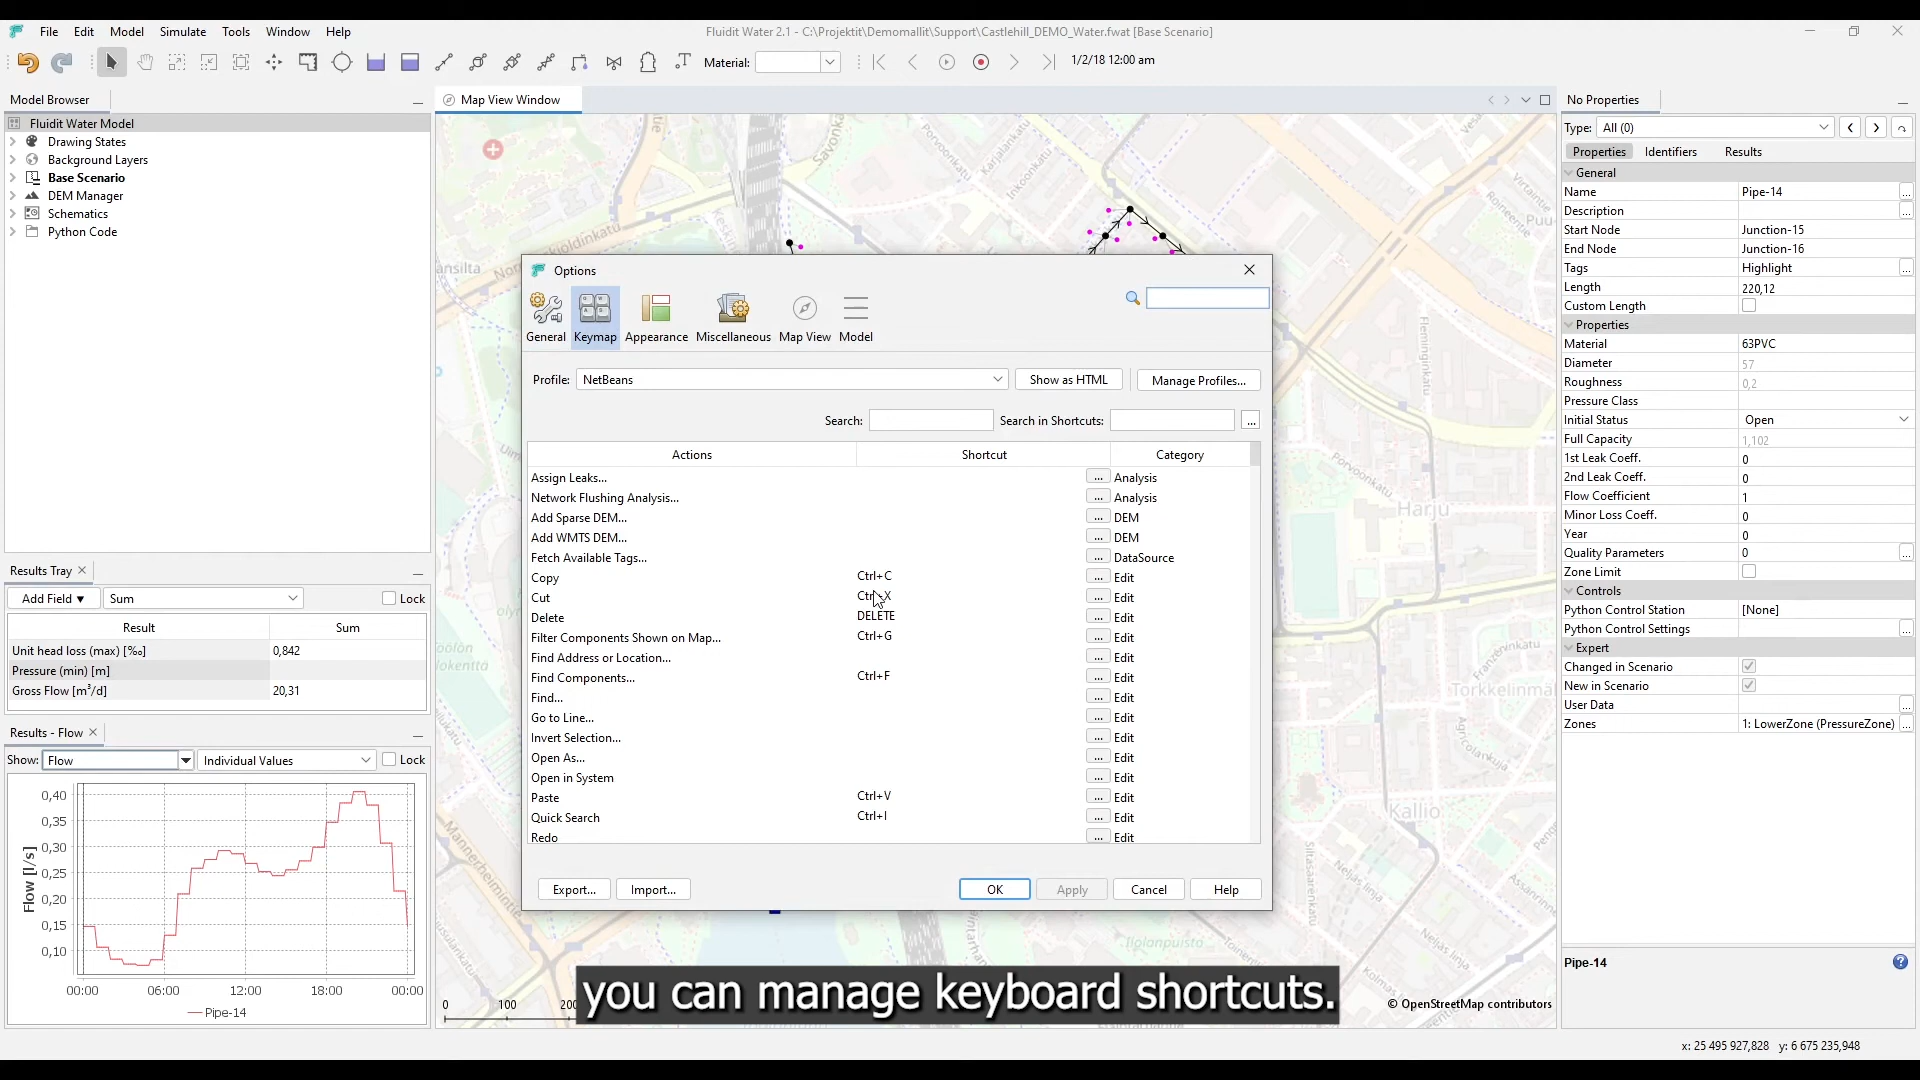 File Edit Model Simulate Tools Window Help
Fluidit Water 2.1 - C:\Projektit\Demomallit\Support\Castlehill_DEMO_Water.fwat [Base Scenario]
Material:
1/2/18 12:00 am
Model Browser
Fluidit Water Model
Drawing States
Background Layers
Base Scenario
DEM Manager
Schematics
Python Code
Results Tray
Add Field Sum Lock
Result Sum
Unit head loss (max) [‰] 0,842
Pressure (min) [m]
Gross Flow [m³/d] 20,31
Results - Flow
Show: Flow Individual Values Lock
0,40
0,35
0,30
0,25
0,20
0,15
0,10
Flow [l/s]
00:00 06:00 12:00 18:00 00:00
Pipe-14
Map View Window
Options
General Keymap Appearance Miscellaneous Map View Model
Profile: NetBeans Show as HTML Manage Profiles...
Search: Search in Shortcuts: ...
Actions Shortcut Category
Assign Leaks... ... Analysis
Network Flushing Analysis... ... Analysis
Add Sparse DEM... ... DEM
Add WMTS DEM... ... DEM
Fetch Available Tags... ... DataSource
Copy Ctrl+C ... Edit
Cut Ctrl+X ... Edit
Delete DELETE ... Edit
Filter Components Shown on Map... Ctrl+G ... Edit
Find Address or Location... ... Edit
Find Components... Ctrl+F ... Edit
Find... ... Edit
Go to Line... ... Edit
Invert Selection... ... Edit
Open As... ... Edit
Open in System ... Edit
Paste Ctrl+V ... Edit
Quick Search Ctrl+I ... Edit
Redo ... Edit
Export... Import... OK Apply Cancel Help
Savonkatu
Karjalankatu
Inkoonkatu
Porvoonkatu
Fleminginkatu
Harju
Torkkelinmäki
Agricolankatu
Kallio
Mannerheimintie
Siltasaarenkatu
Neljäs linja
Ilolanpuisto
0 100
© OpenStreetMap contributors
you can manage keyboard shortcuts.
No Properties
Type: All (0)
Properties Identifiers Results
General
Name Pipe-14 ...
Description ...
Start Node Junction-15
End Node Junction-16
Tags Highlight ...
Length 220,12
Custom Length
Properties
Material 63PVC
Diameter 57
Roughness 0,2
Pressure Class
Initial Status Open
Full Capacity 1,102
1st Leak Coeff. 0
2nd Leak Coeff. 0
Flow Coefficient 1
Minor Loss Coeff. 0
Year 0
Quality Parameters 0 ...
Zone Limit
Controls
Python Control Station [None]
Python Control Settings ...
Expert
Changed in Scenario
New in Scenario
User Data ...
Zones 1: LowerZone (PressureZone) ...
Pipe-14
x: 25 495 927,828 y: 6 675 235,948